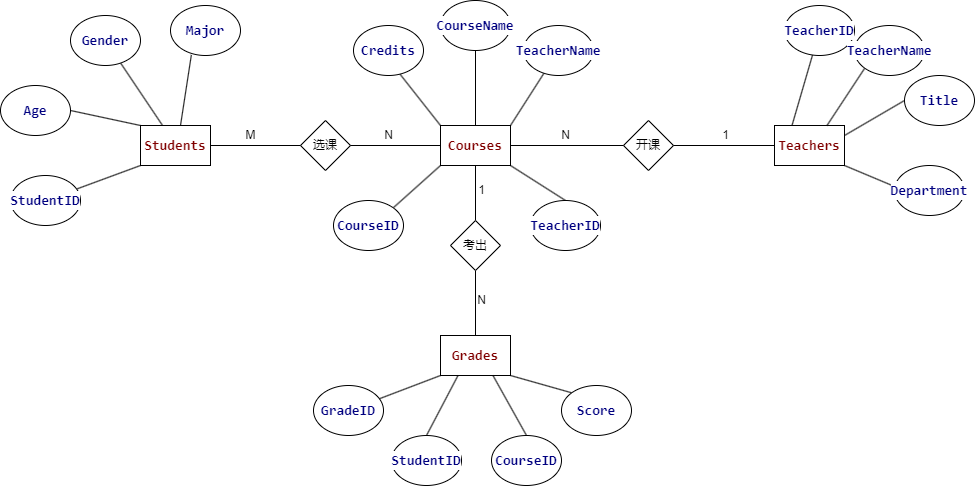 CourseName
TeacherID
Gender
Major
Credits
TeacherName
TeacherName
Age
Title
M
N
N
1
Students
选课
Courses
开课
Teachers
StudentID
1
Department
CourseID
TeacherID
考出
N
Grades
GradeID
Score
StudentID
CourseID